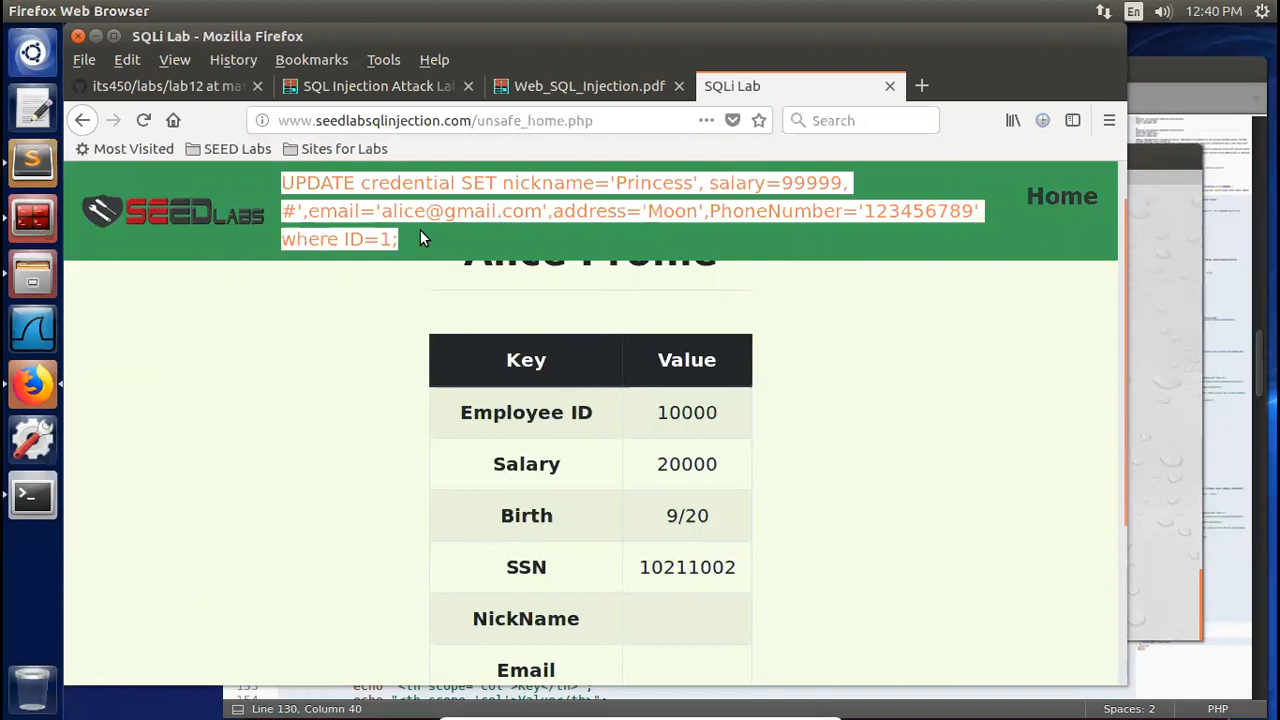 Firefox Web Browser
En
12:40 PM
SQLi Lab - Mozilla Firefox
File Edit View History Bookmarks Tools Help
its450/labs/lab12 at ma
SQL Injection Attack La
Web_SQL_Injection.pdf
SQLi Lab
www.seedlabsqlinjection.com/unsafe_home.php
Search
Most Visited
SEED Labs
Sites for Labs
SEEDLABS
UPDATE credential SET nickname='Princess', salary=99999,
#',email='alice@gmail.com',address='Moon',PhoneNumber='123456789'
where ID=1;
Home
Alice Profile
Key Value
Employee ID 10000
Salary 20000
Birth 9/20
SSN 10211002
NickName
Email
Line 130, Column 40
Spaces: 2
PHP